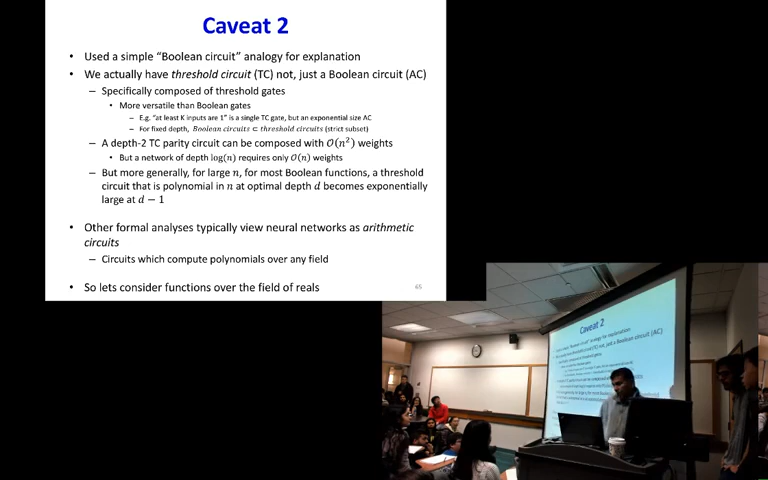 Caveat 2
• Used a simple “Boolean circuit” analogy for explanation
• We actually have threshold circuit (TC) not, just a Boolean circuit (AC)
– Specifically composed of threshold gates
• More versatile than Boolean gates
– E.g. “at least K inputs are 1” is a single TC gate, but an exponential size AC
– For fixed depth, Boolean circuits ⊂ threshold circuits (strict subset)
– A depth-2 TC parity circuit can be composed with 𝒪(n²) weights
• But a network of depth log(n) requires only 𝒪(n) weights
– But more generally, for large n, for most Boolean functions, a threshold
circuit that is polynomial in n at optimal depth d becomes exponentially
large at d − 1
• Other formal analyses typically view neural networks as arithmetic
circuits
– Circuits which compute polynomials over any field
• So lets consider functions over the field of reals
65
Caveat 2